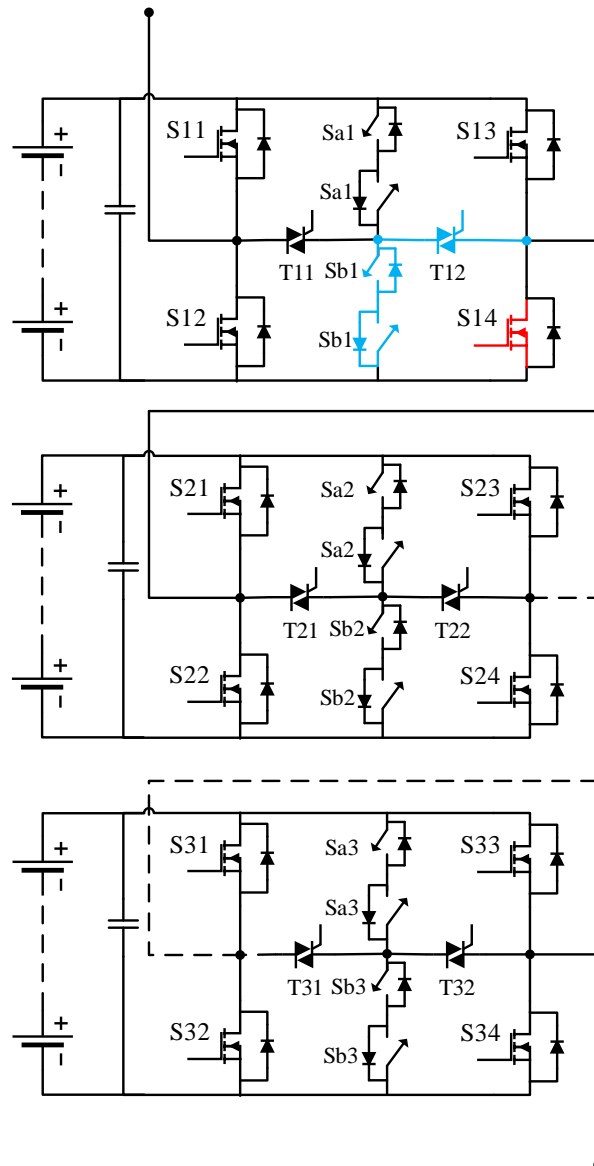 S11
Sa1
S13
Sa1
T11
Sb1
T12
S12
Sb1
S14
S21
Sa2
S23
Sa2
T21
Sb2
T22
S22
Sb2
S24
S31
Sa3
S33
Sa3
T31
Sb3
T32
S32
Sb3
S34